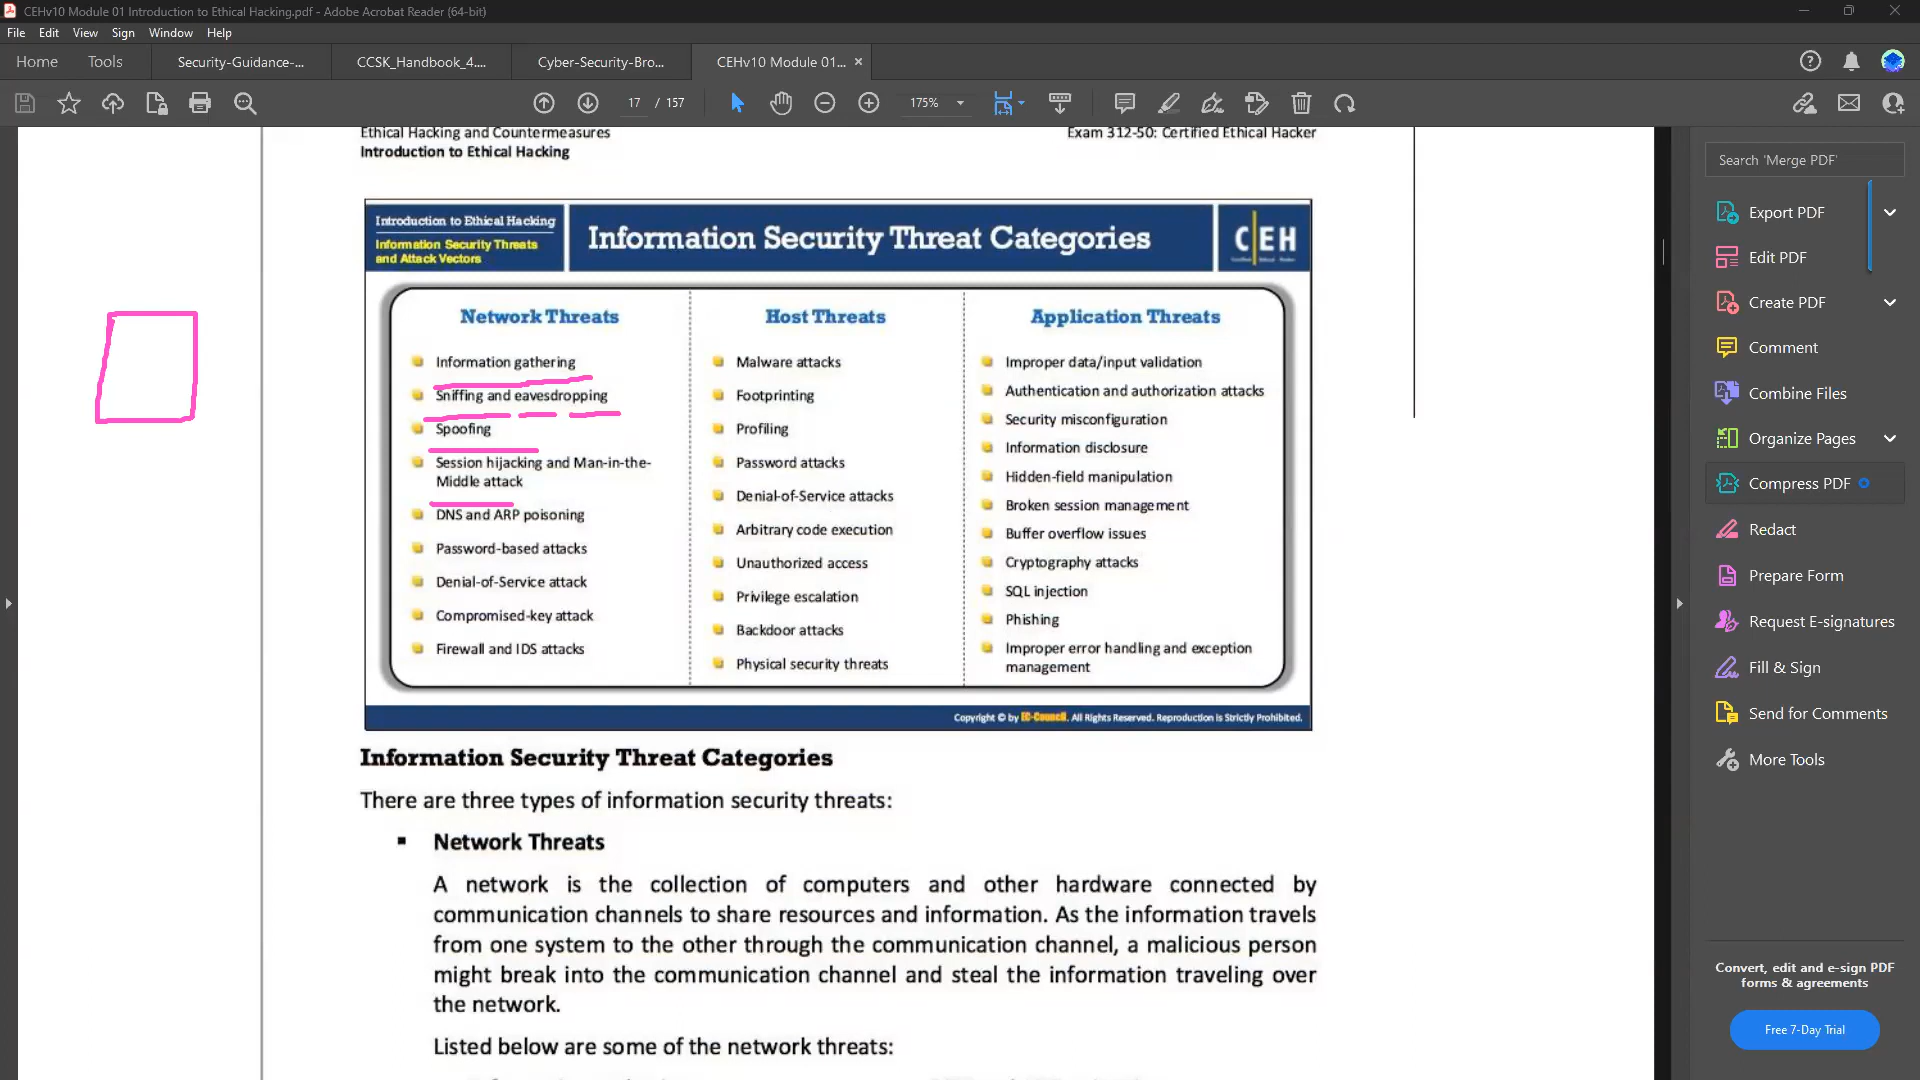 CEHv10 Module 01 Introduction to Ethical Hacking.pdf - Adobe Acrobat Reader (64-bit)
File Edit View Sign Window Help
Home Tools Security-Guidance-... CCSK_Handbook_4.... Cyber-Security-Bro... CEHv10 Module 01...
17 / 157 175%
Ethical Hacking and Countermeasures Exam 312-50: Certified Ethical Hacker
Introduction to Ethical Hacking
Introduction to Ethical Hacking
Information Security Threats
and Attack Vectors
Information Security Threat Categories
CEH
Network Threats
Information gathering
Sniffing and eavesdropping
Spoofing
Session hijacking and Man-in-the-
Middle attack
DNS and ARP poisoning
Password-based attacks
Denial-of-Service attack
Compromised-key attack
Firewall and IDS attacks
Host Threats
Malware attacks
Footprinting
Profiling
Password attacks
Denial-of-Service attacks
Arbitrary code execution
Unauthorized access
Privilege escalation
Backdoor attacks
Physical security threats
Application Threats
Improper data/input validation
Authentication and authorization attacks
Security misconfiguration
Information disclosure
Hidden-field manipulation
Broken session management
Buffer overflow issues
Cryptography attacks
SQL injection
Phishing
Improper error handling and exception
management
Copyright © by EC-Council. All Rights Reserved. Reproduction is Strictly Prohibited.
Information Security Threat Categories
There are three types of information security threats:
Network Threats
A network is the collection of computers and other hardware connected by
communication channels to share resources and information. As the information travels
from one system to the other through the communication channel, a malicious person
might break into the communication channel and steal the information traveling over
the network.
Listed below are some of the network threats:
Search 'Merge PDF'
Export PDF
Edit PDF
Create PDF
Comment
Combine Files
Organize Pages
Compress PDF
Redact
Prepare Form
Request E-signatures
Fill & Sign
Send for Comments
More Tools
Convert, edit and e-sign PDF
forms & agreements
Free 7-Day Trial